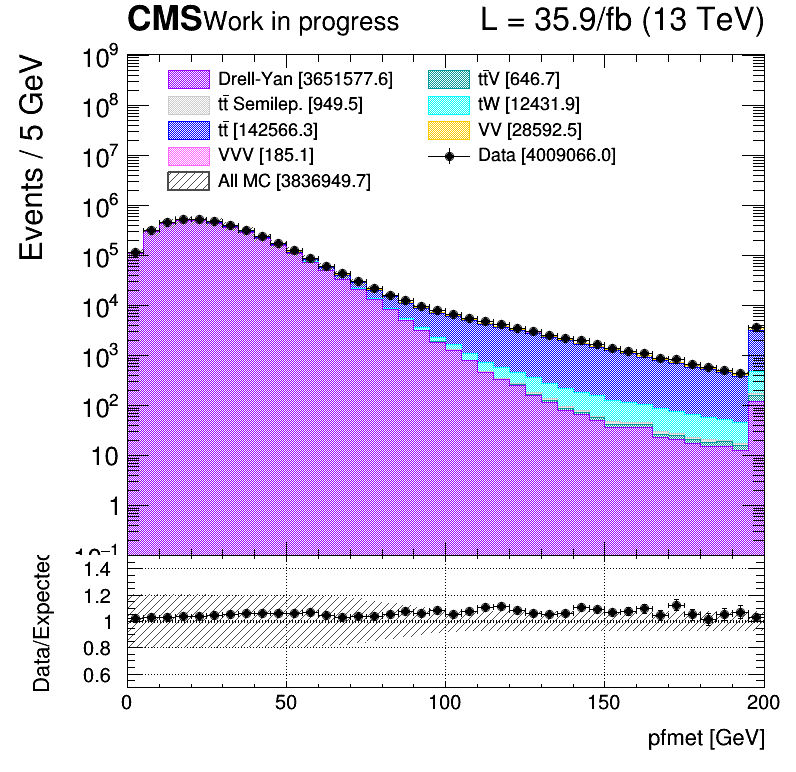 CMS Work in progress L = 35.9/fb (13 TeV)
Events / 5 GeV
10⁹
10⁸
10⁷
10⁶
10⁵
10⁴
10³
10²
10
1
10⁻¹
Drell-Yan [3651577.6]
tt̄ Semilep. [949.5]
tt̄ [142566.3]
VVV [185.1]
All MC [3836949.7]
tt̄V [646.7]
tW [12431.9]
VV [28592.5]
Data [4009066.0]
Data/Expected
1.4
1.2
1
0.8
0.6
0 50 100 150 200
pfmet [GeV]